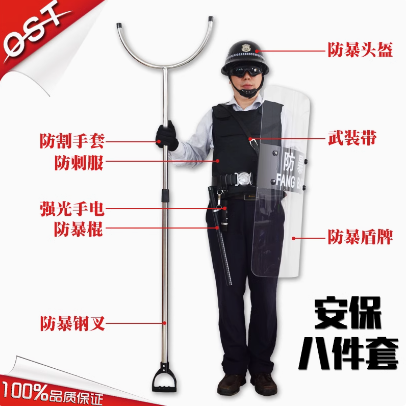 OST
防暴头盔
防割手套
武装带
防刺服
防
FANG
强光手电
防暴棍
防暴盾牌
防暴钢叉
安保
八件套
100%品质保证